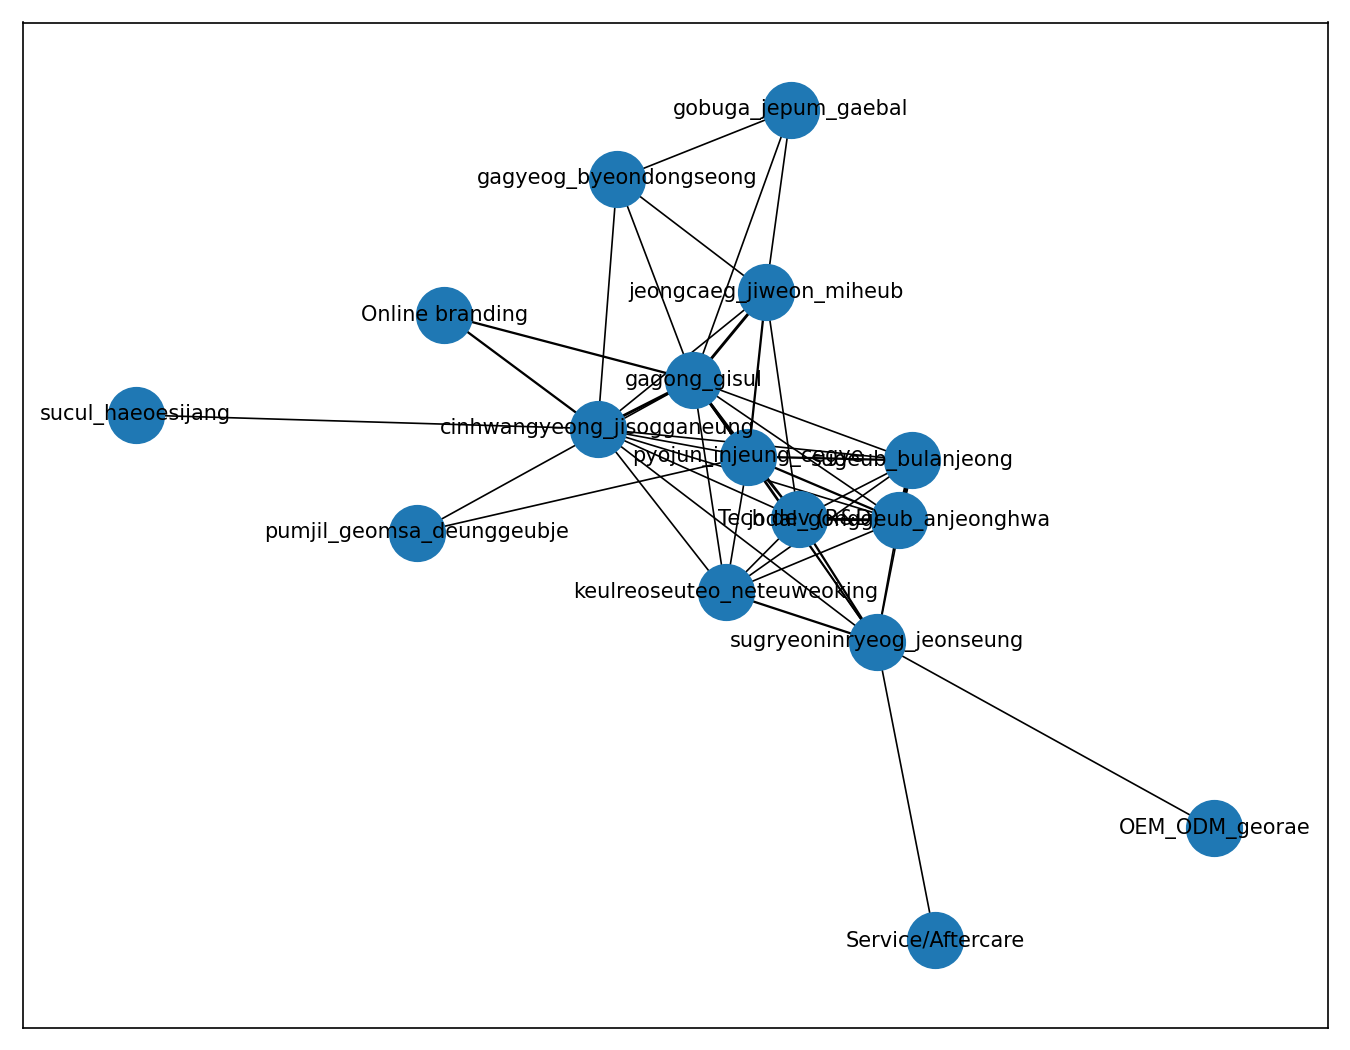 gobuga_jepum_gaebal
gagyeog_byeondongseong
jeongcaeg_jiweon_miheub
Online branding
gagong_gisul
sucul_haeoesijang
cinhwangyeong_jisogganeung
pyojun_injeung_cegye
sugeub_bulanjeong
Tech dev (R&D)
jodal_gonggeub_anjeonghwa
pumjil_geomsa_deunggeubje
keulreoseuteo_neteuweoking
sugryeoninryeog_jeonseung
OEM_ODM_georae
Service/Aftercare